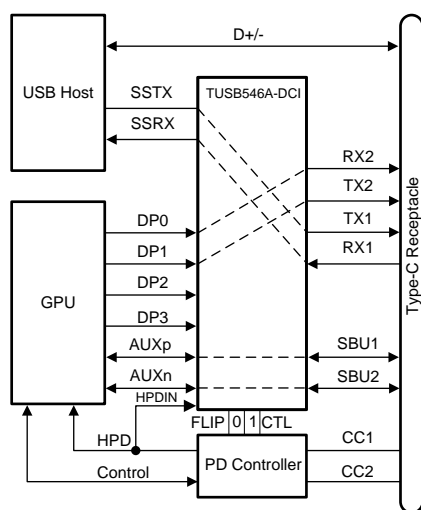 D+/-
USB Host
TUSB546A-DCI
SSTX
SSRX
RX2
TX2
TX1
RX1
Type-C Receptacle
GPU
DP0
DP1
DP2
DP3
AUXp
SBU1
AUXn
SBU2
HPDIN
FLIP 0 1 CTL
HPD
CC1
PD Controller
Control
CC2